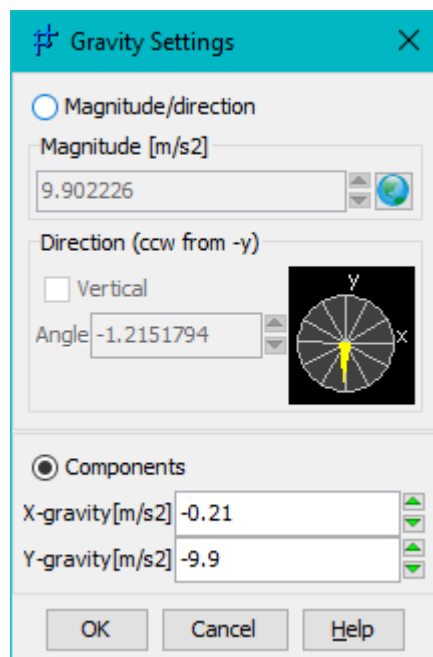 Gravity Settings
Magnitude/direction
Magnitude [m/s2]
9.902226
Direction (ccw from -y)
Vertical
y
Angle -1.2151794
x
Components
X-gravity[m/s2] -0.21
Y-gravity[m/s2] -9.9
OK Cancel Help